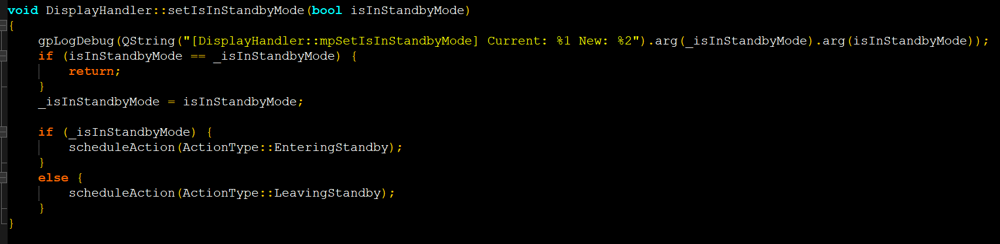 void DisplayHandler::setIsInStandbyMode(bool isInStandbyMode)
{
    gpLogDebug(QString("[DisplayHandler::mpSetIsInStandbyMode] Current: %1 New: %2").arg(_isInStandbyMode).arg(isInStandbyMode));
    if (isInStandbyMode == _isInStandbyMode) {
        return;
    }
    _isInStandbyMode = isInStandbyMode;

    if (_isInStandbyMode) {
        scheduleAction(ActionType::EnteringStandby);
    }
    else {
        scheduleAction(ActionType::LeavingStandby);
    }
}